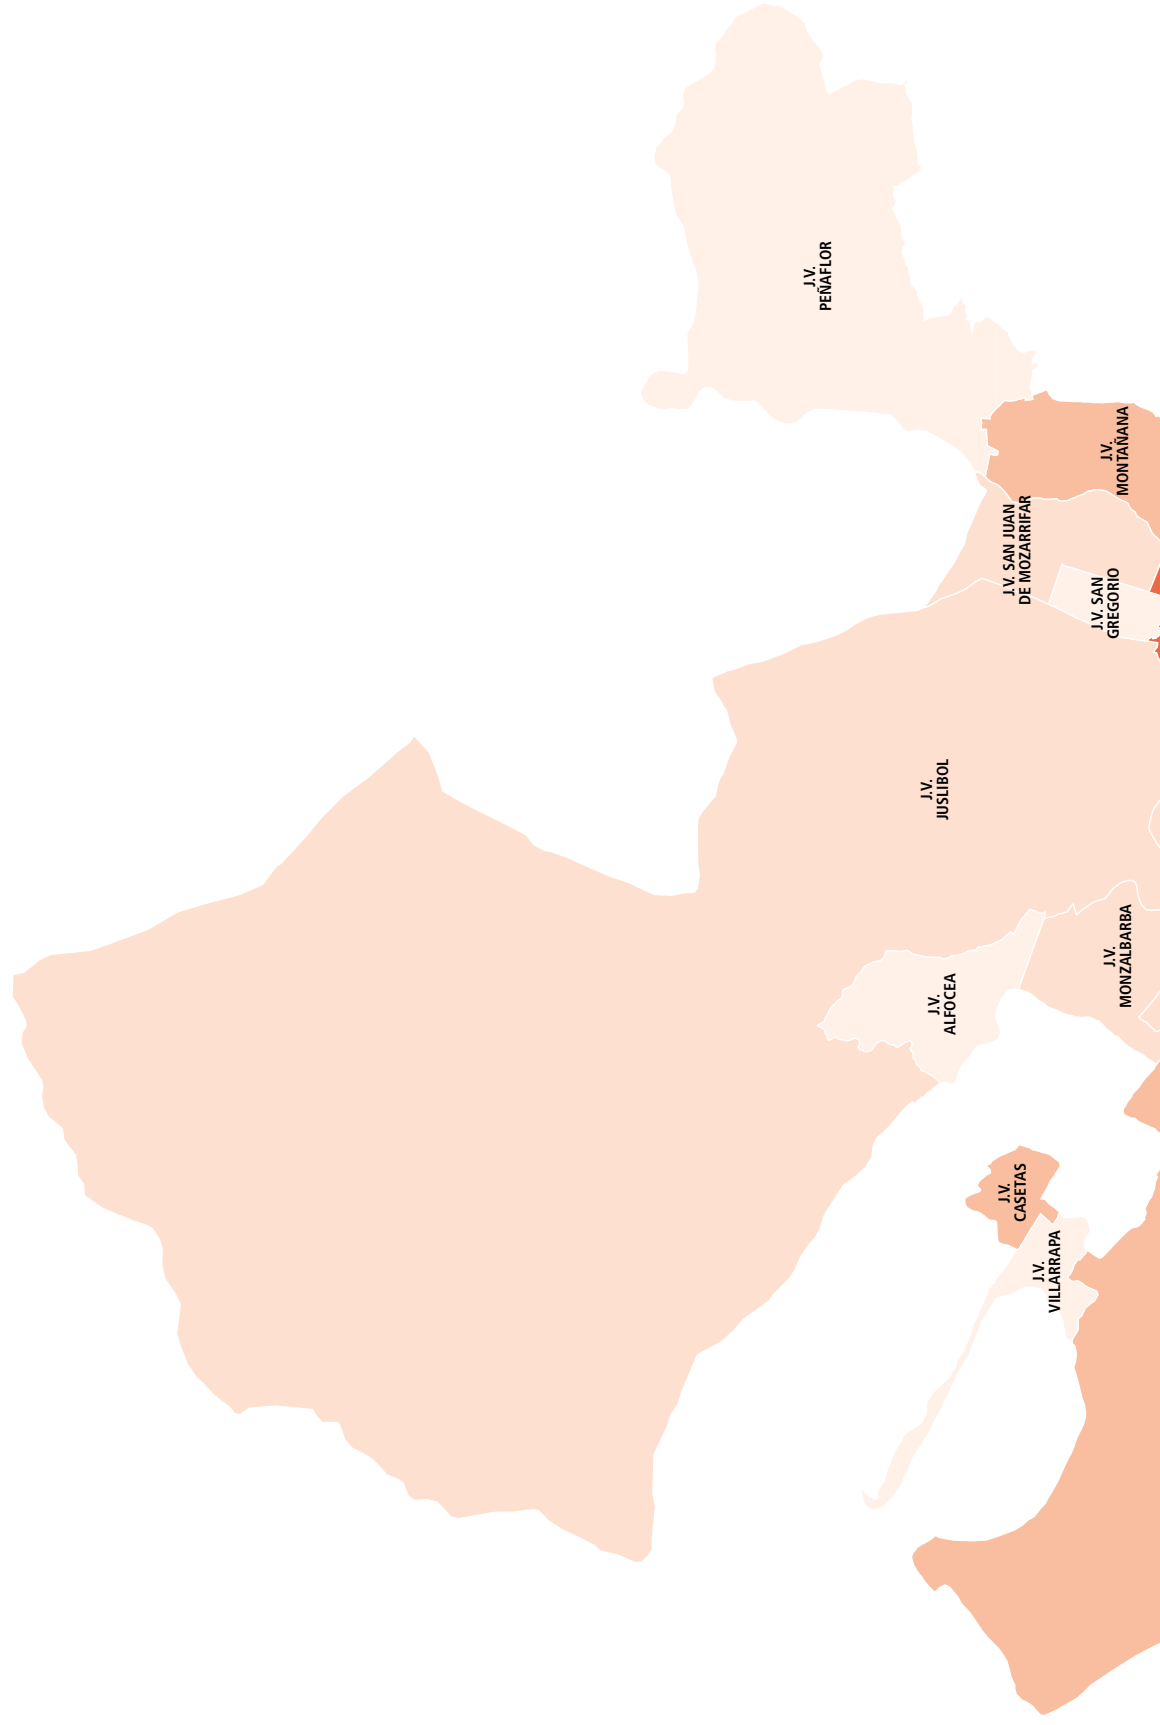 J.V.
PEÑAFLOR
J.V.
MONTAÑANA
J.V. SAN JUAN
DE MOZARRIFAR
J.V. SAN
GREGORIO
J.V.
JUSLIBOL
J.V.
MONZALBARBA
J.V.
ALFOCEA
J.V.
CASETAS
J.V.
VILLARRAPA